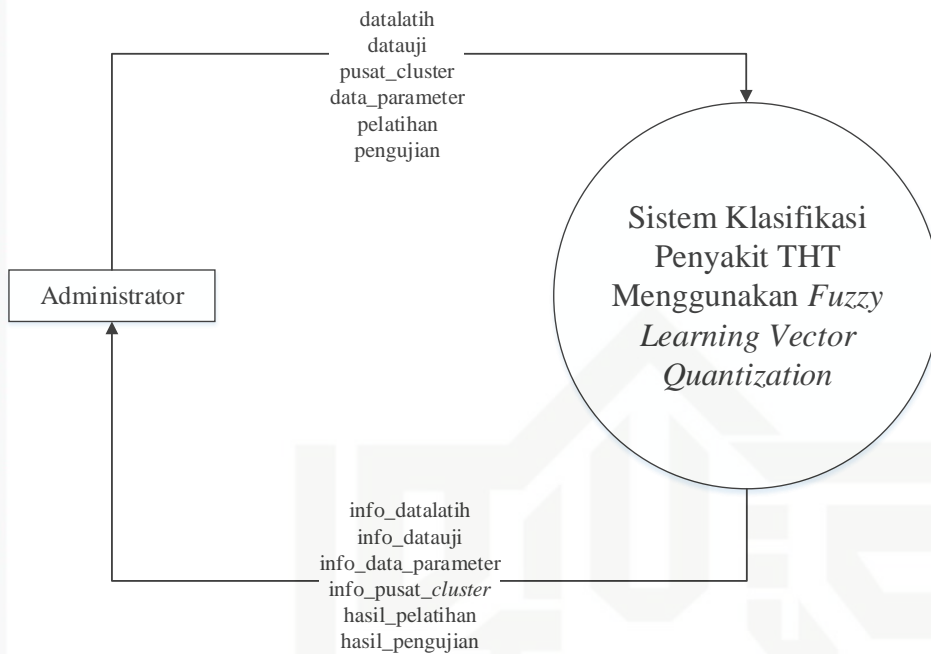 datalatih
datauji
pusat_cluster
data_parameter
pelatihan
pengujian
Administrator
Sistem Klasifikasi
Penyakit THT
Menggunakan Fuzzy
Learning Vector
Quantization
info_datalatih
info_datauji
info_data_parameter
info_pusat_cluster
hasil_pelatihan
hasil_pengujian